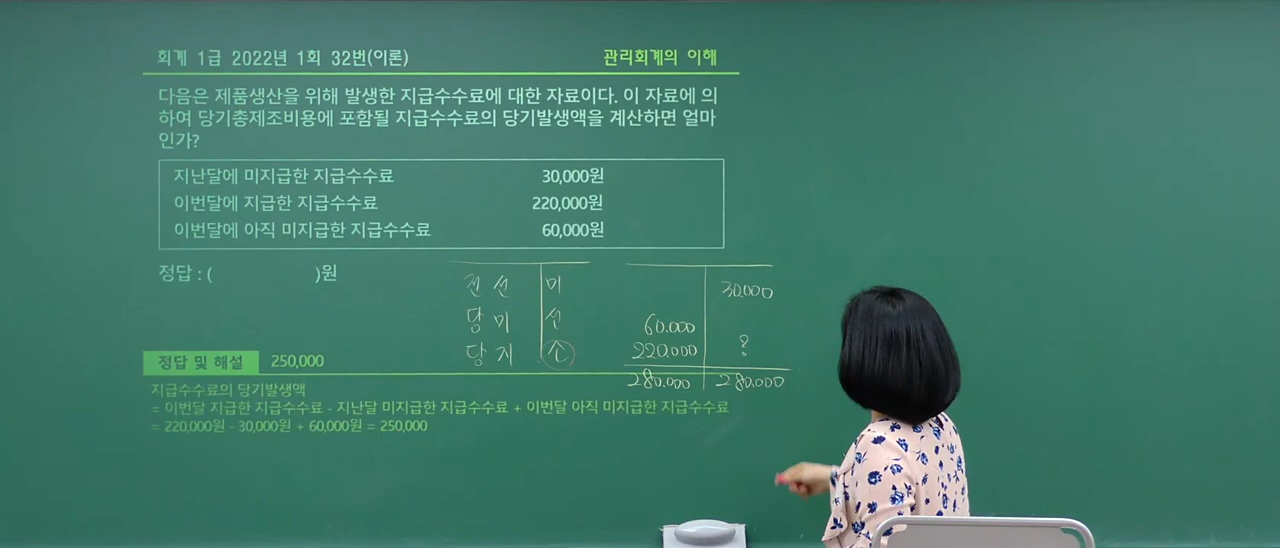 회계 1급 2022년 1회 32번(이론) 관리회계의 이해
다음은 제품생산을 위해 발생한 지급수수료에 대한 자료이다. 이 자료에 의
하여 당기총제조비용에 포함될 지급수수료의 당기발생액을 계산하면 얼마
인가?
지난달에 미지급한 지급수수료 30,000원
이번달에 지급한 지급수수료 220,000원
이번달에 아직 미지급한 지급수수료 60,000원
정답 : ( )원
전 선 미
당 미 선
당 지 소
30.000
60.000
220.000 ?
280.000 280.000
정답 및 해설 250,000
지급수수료의 당기발생액
= 이번달 지급한 지급수수료 - 지난달 미지급한 지급수수료 + 이번달 아직 미지급한 지급수수료
= 220,000원 - 30,000원 + 60,000원 = 250,000